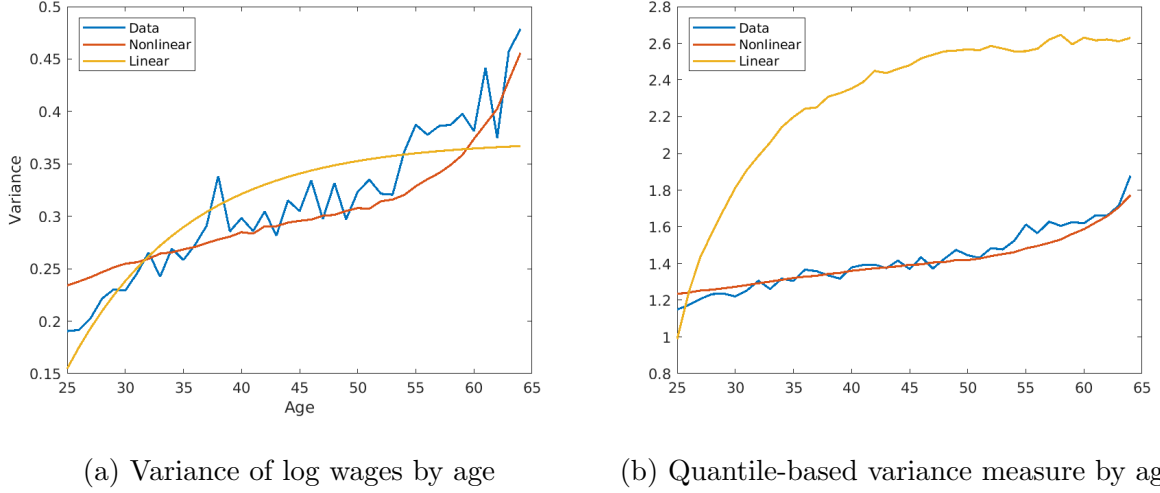 0.5
0.45
0.4
0.35
0.3
0.25
0.2
0.15
Variance
Data
Nonlinear
Linear
25 30 35 40 45 50 55 60 65
Age
2.8
2.6
2.4
2.2
2
1.8
1.6
1.4
1.2
1
0.8
Data
Nonlinear
Linear
25 30 35 40 45 50 55 60 65
(a) Variance of log wages by age
(b) Quantile-based variance measure by ag